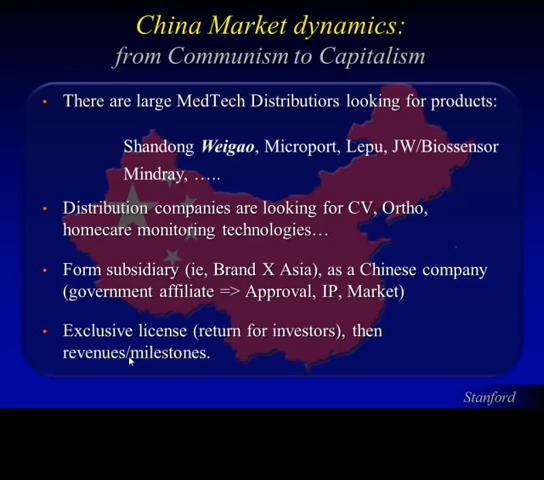 China Market dynamics:
from Communism to Capitalism
• There are large MedTech Distributiors looking for products:
Shandong Weigao, Microport, Lepu, JW/Biossensor
Mindray, …..
• Distribution companies are looking for CV, Ortho,
homecare monitoring technologies…
• Form subsidiary (ie, Brand X Asia), as a Chinese company
(government affiliate => Approval, IP, Market)
• Exclusive license (return for investors), then
revenues/milestones.
Stanford